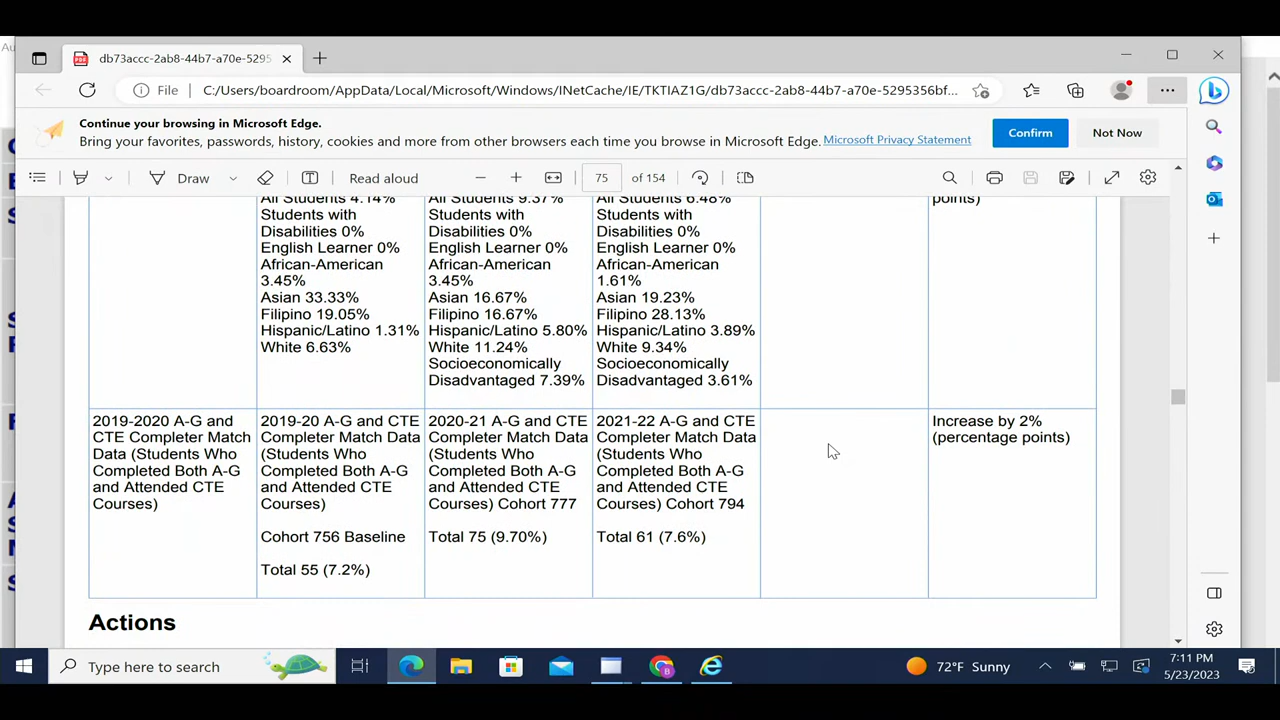 db73accc-2ab8-44b7-a70e-5295
File
C:/Users/boardroom/AppData/Local/Microsoft/Windows/INetCache/IE/TKTIAZ1G/db73accc-2ab8-44b7-a70e-5295356bf...
Continue your browsing in Microsoft Edge.
Bring your favorites, passwords, history, cookies and more from other browsers each time you browse in Microsoft Edge. Microsoft Privacy Statement
Confirm
Not Now
Draw
Read aloud
75 of 154
All Students 4.14%
Students with
Disabilities 0%
English Learner 0%
African-American
3.45%
Asian 33.33%
Filipino 19.05%
Hispanic/Latino 1.31%
White 6.63%
All Students 9.37%
Students with
Disabilities 0%
English Learner 0%
African-American
3.45%
Asian 16.67%
Filipino 16.67%
Hispanic/Latino 5.80%
White 11.24%
Socioeconomically
Disadvantaged 7.39%
All Students 6.48%
Students with
Disabilities 0%
English Learner 0%
African-American
1.61%
Asian 19.23%
Filipino 28.13%
Hispanic/Latino 3.89%
White 9.34%
Socioeconomically
Disadvantaged 3.61%
points)
2019-2020 A-G and
CTE Completer Match
Data (Students Who
Completed Both A-G
and Attended CTE
Courses)
2019-20 A-G and CTE
Completer Match Data
(Students Who
Completed Both A-G
and Attended CTE
Courses)
Cohort 756 Baseline
Total 55 (7.2%)
2020-21 A-G and CTE
Completer Match Data
(Students Who
Completed Both A-G
and Attended CTE
Courses) Cohort 777
Total 75 (9.70%)
2021-22 A-G and CTE
Completer Match Data
(Students Who
Completed Both A-G
and Attended CTE
Courses) Cohort 794
Total 61 (7.6%)
Increase by 2%
(percentage points)
Actions
Type here to search
72°F Sunny
7:11 PM
5/23/2023